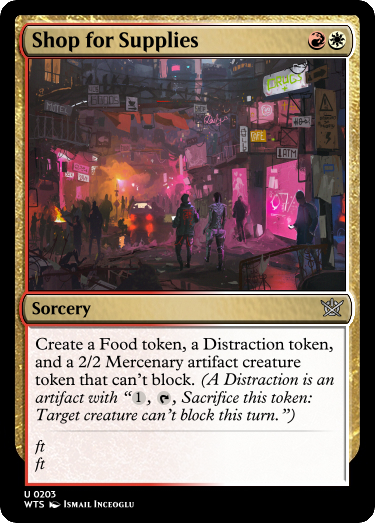 Shop for Supplies
DRUGS
ATM
Sorcery
Create a Food token, a Distraction token,
and a 2/2 Mercenary artifact creature
token that can't block. (A Distraction is an
artifact with “1, T, Sacrifice this token:
Target creature can't block this turn.”)
ft
ft
U 0203
WTS Ismail Inceoglu